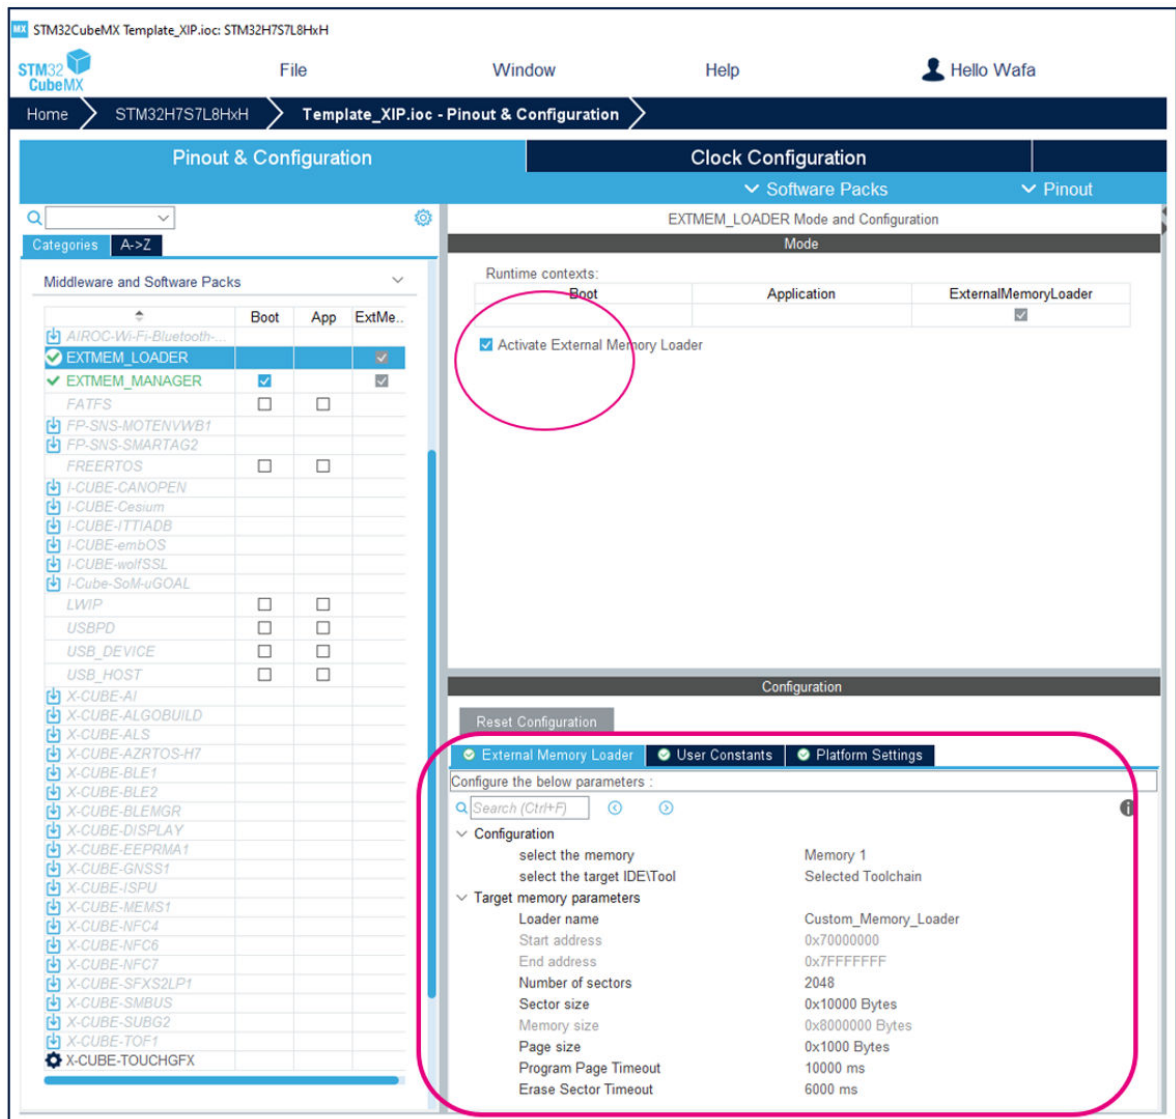 MX STM32CubeMX Template_XIP.ioc: STM32H7S7L8HxH
STM32
CubeMX
File Window Help Hello Wafa
Home STM32H7S7L8HxH Template_XIP.ioc - Pinout & Configuration
Pinout & Configuration Clock Configuration
Software Packs Pinout
Categories A->Z
Middleware and Software Packs
Boot App ExtMe..
AIROC-Wi-Fi-Bluetooth-...
EXTMEM_LOADER
EXTMEM_MANAGER
FATFS
FP-SNS-MOTENVWB1
FP-SNS-SMARTAG2
FREERTOS
I-CUBE-CANOPEN
I-CUBE-Cesium
I-CUBE-ITTIADB
I-CUBE-embOS
I-CUBE-wolfSSL
I-Cube-SoM-uGOAL
LWIP
USBPD
USB_DEVICE
USB_HOST
X-CUBE-AI
X-CUBE-ALGOBUILD
X-CUBE-ALS
X-CUBE-AZRTOS-H7
X-CUBE-BLE1
X-CUBE-BLE2
X-CUBE-BLEMGR
X-CUBE-DISPLAY
X-CUBE-EEPRMA1
X-CUBE-GNSS1
X-CUBE-ISPU
X-CUBE-MEMS1
X-CUBE-NFC4
X-CUBE-NFC6
X-CUBE-NFC7
X-CUBE-SFXS2LP1
X-CUBE-SMBUS
X-CUBE-SUBG2
X-CUBE-TOF1
X-CUBE-TOUCHGFX
EXTMEM_LOADER Mode and Configuration
Mode
Runtime contexts:
Boot Application ExternalMemoryLoader
Activate External Memory Loader
Configuration
Reset Configuration
External Memory Loader User Constants Platform Settings
Configure the below parameters :
Search (Ctrl+F)
Configuration
select the memory Memory 1
select the target IDE\Tool Selected Toolchain
Target memory parameters
Loader name Custom_Memory_Loader
Start address 0x70000000
End address 0x7FFFFFFF
Number of sectors 2048
Sector size 0x10000 Bytes
Memory size 0x8000000 Bytes
Page size 0x1000 Bytes
Program Page Timeout 10000 ms
Erase Sector Timeout 6000 ms